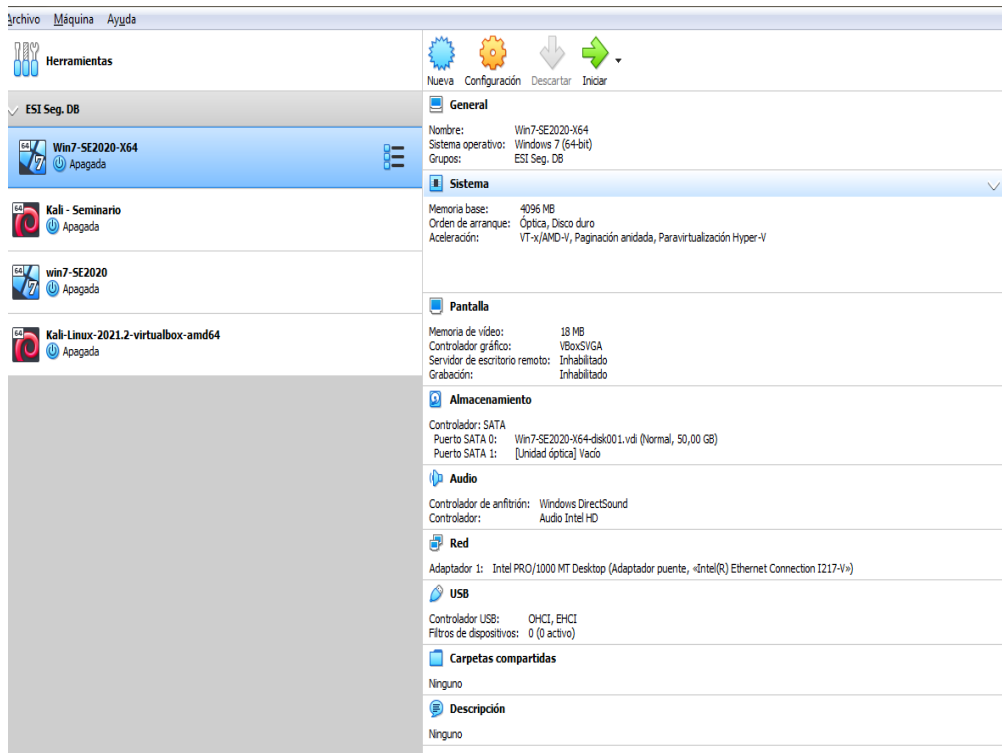 Archivo Máquina Ayuda
Herramientas
ESI Seg. DB
64 7 Win7-SE2020-X64
Apagada
64 Kali - Seminario
Apagada
64 7 win7-SE2020
Apagada
64 Kali-Linux-2021.2-virtualbox-amd64
Apagada
Nueva Configuración Descartar Iniciar
General
Nombre: Win7-SE2020-X64
Sistema operativo: Windows 7 (64-bit)
Grupos: ESI Seg. DB
Sistema
Memoria base: 4096 MB
Orden de arranque: Óptica, Disco duro
Aceleración: VT-x/AMD-V, Paginación anidada, Paravirtualización Hyper-V
Pantalla
Memoria de vídeo: 18 MB
Controlador gráfico: VBoxSVGA
Servidor de escritorio remoto: Inhabilitado
Grabación: Inhabilitado
Almacenamiento
Controlador: SATA
Puerto SATA 0: Win7-SE2020-X64-disk001.vdi (Normal, 50,00 GB)
Puerto SATA 1: [Unidad óptica] Vacío
Audio
Controlador de anfitrión: Windows DirectSound
Controlador: Audio Intel HD
Red
Adaptador 1: Intel PRO/1000 MT Desktop (Adaptador puente, «Intel(R) Ethernet Connection I217-V»)
USB
Controlador USB: OHCI, EHCI
Filtros de dispositivos: 0 (0 activo)
Carpetas compartidas
Ninguno
Descripción
Ninguno